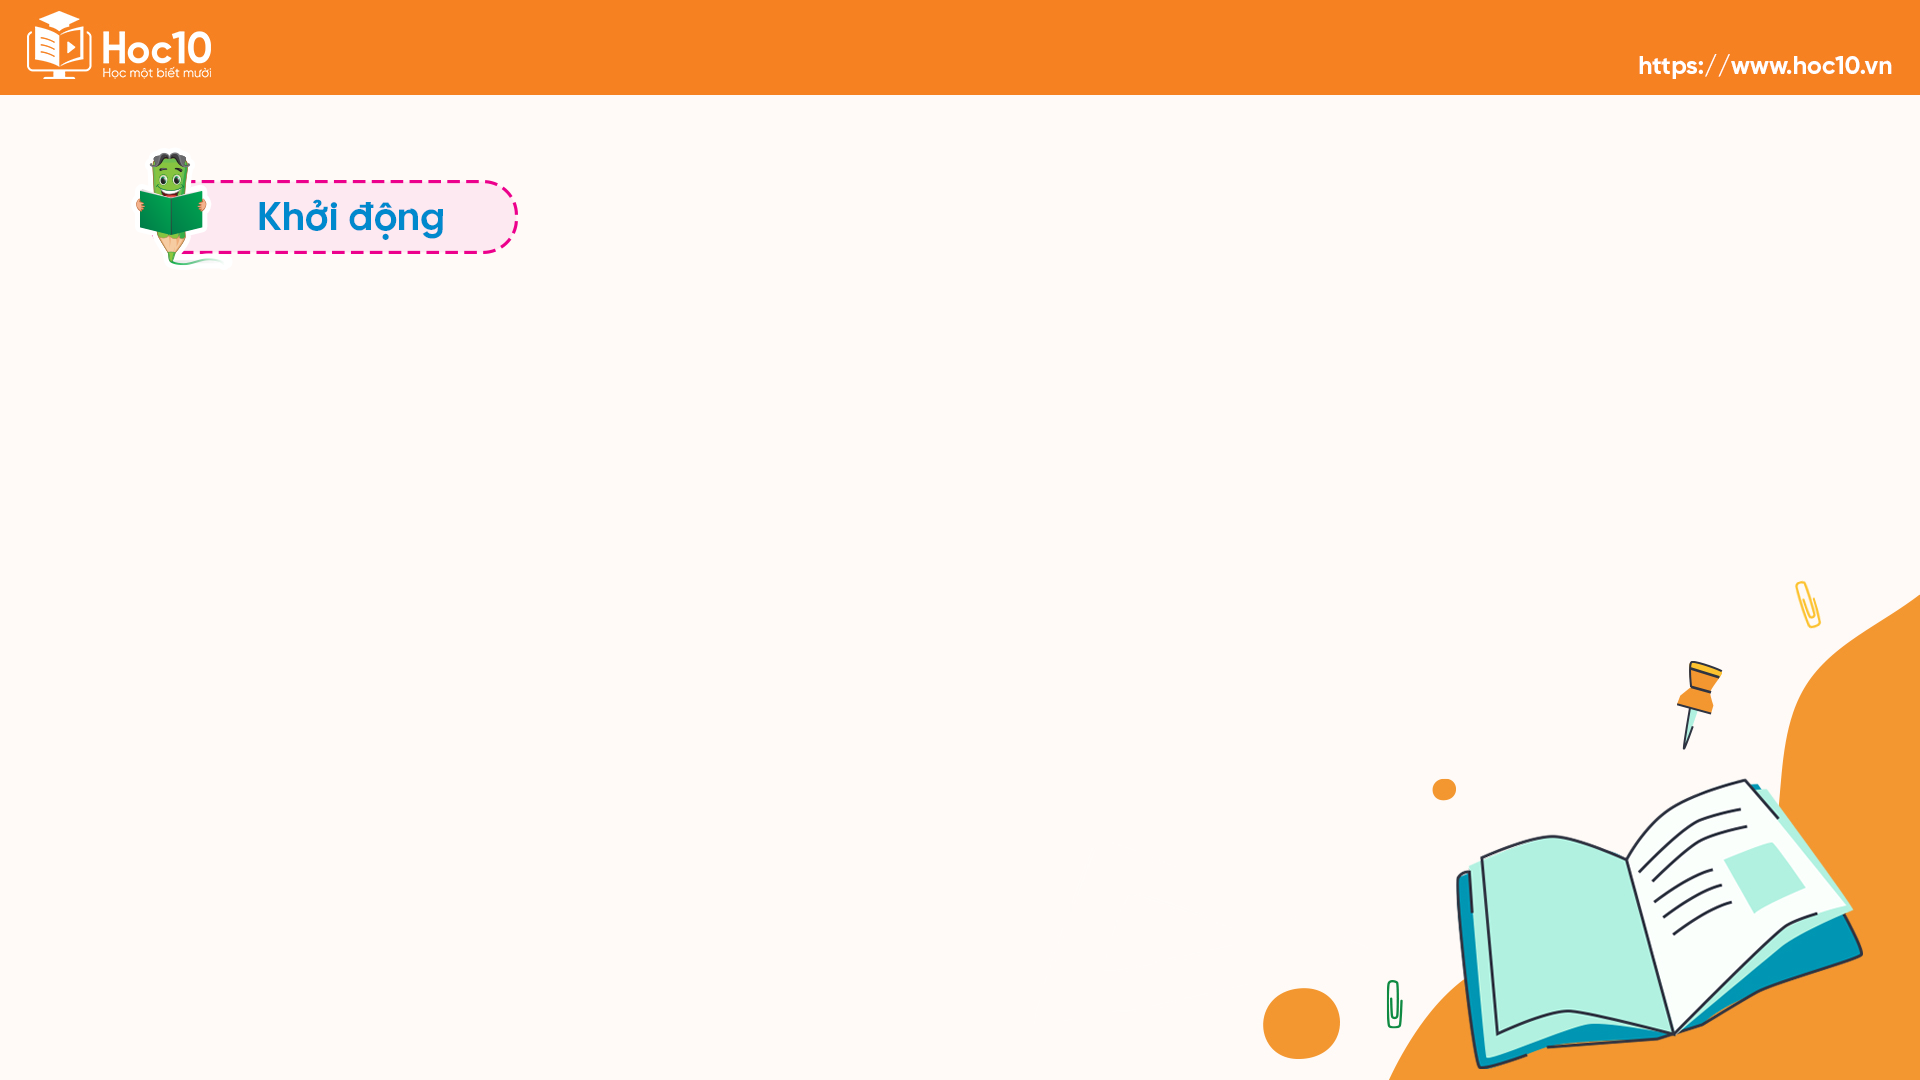 Hoc10
Học một biết mười
https://www.hoc10.vn
Khởi động